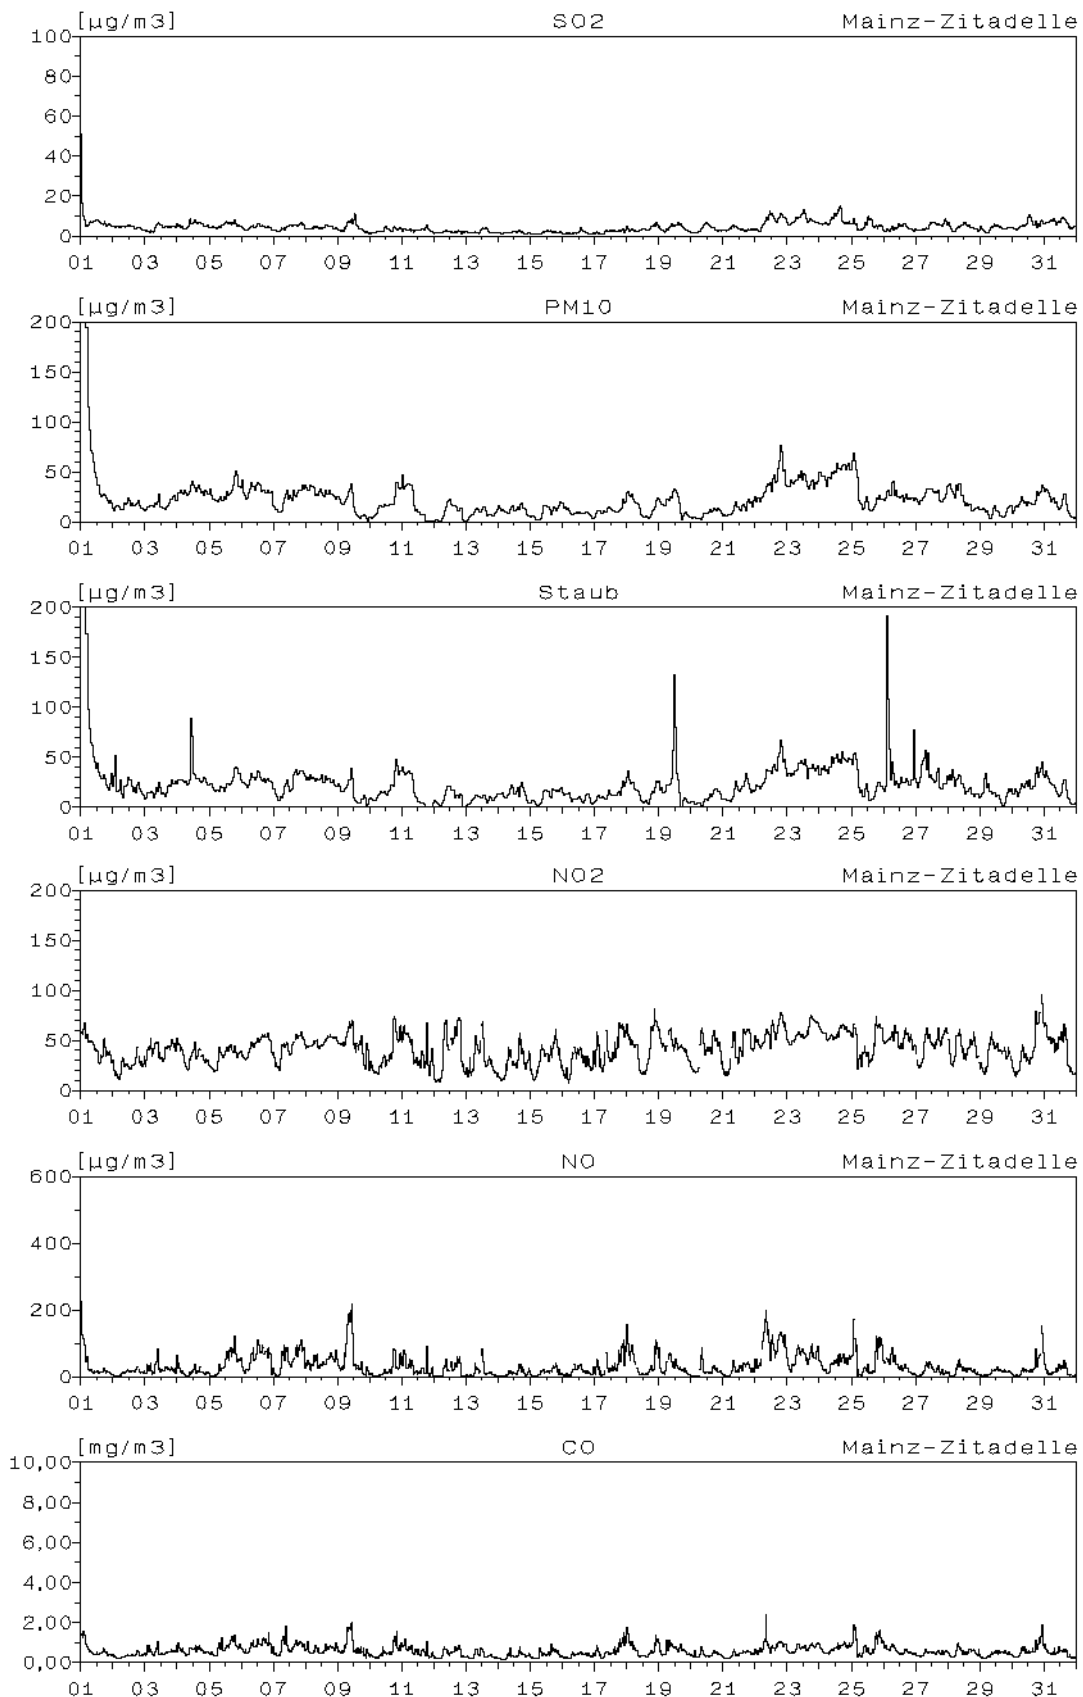 [µg/m3] SO2 Mainz-Zitadelle
100
80
60
40
20
0
01 03 05 07 09 11 13 15 17 19 21 23 25 27 29 31
[µg/m3] PM10 Mainz-Zitadelle
200
150
100
50
0
01 03 05 07 09 11 13 15 17 19 21 23 25 27 29 31
[µg/m3] Staub Mainz-Zitadelle
200
150
100
50
0
01 03 05 07 09 11 13 15 17 19 21 23 25 27 29 31
[µg/m3] NO2 Mainz-Zitadelle
200
150
100
50
0
01 03 05 07 09 11 13 15 17 19 21 23 25 27 29 31
[µg/m3] NO Mainz-Zitadelle
600
400
200
0
01 03 05 07 09 11 13 15 17 19 21 23 25 27 29 31
[mg/m3] CO Mainz-Zitadelle
10,00
8,00
6,00
4,00
2,00
0,00
01 03 05 07 09 11 13 15 17 19 21 23 25 27 29 31